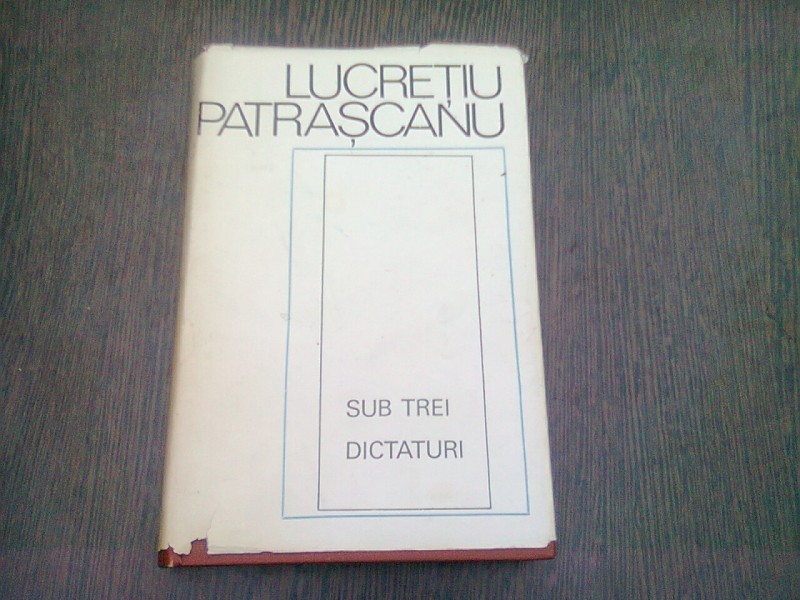 LUCREȚIU
PATRAȘCANU
SUB TREI
DICTATURI